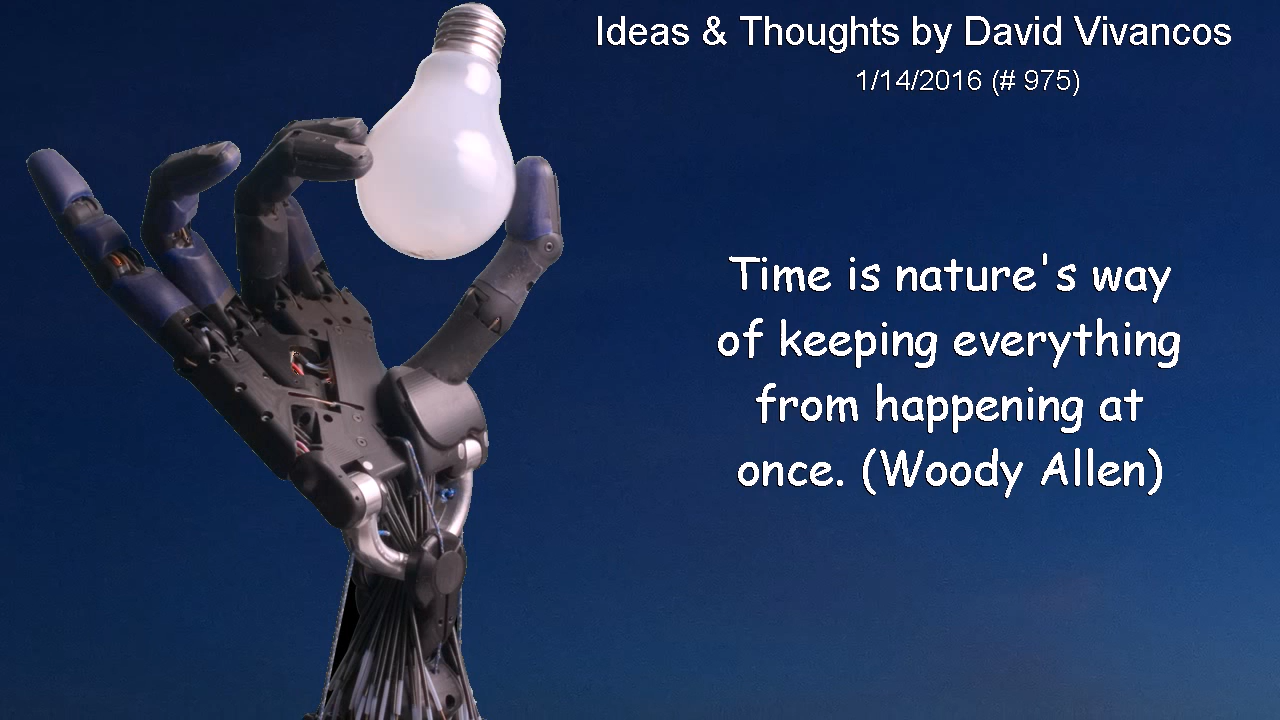 Ideas & Thoughts by David Vivancos
1/14/2016 (# 975)
Time is nature's way
of keeping everything
from happening at
once. (Woody Allen)